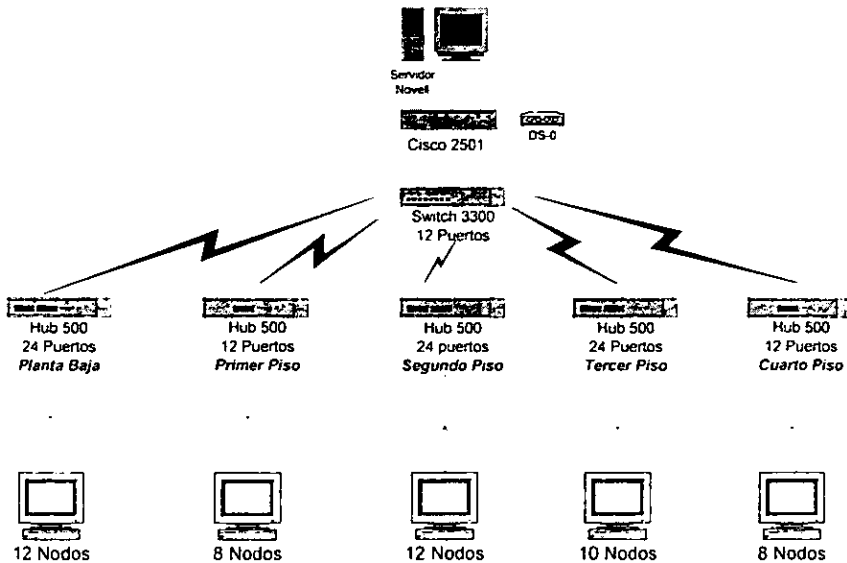 Servidor
Novell
Cisco 2501
DS-0
Switch 3300
12 Puertos
Hub 500
24 Puertos
Planta Baja
Hub 500
12 Puertos
Primer Piso
Hub 500
24 puertos
Segundo Piso
Hub 500
24 Puertos
Tercer Piso
Hub 500
12 Puertos
Cuarto Piso
12 Nodos
8 Nodos
12 Nodos
10 Nodos
8 Nodos